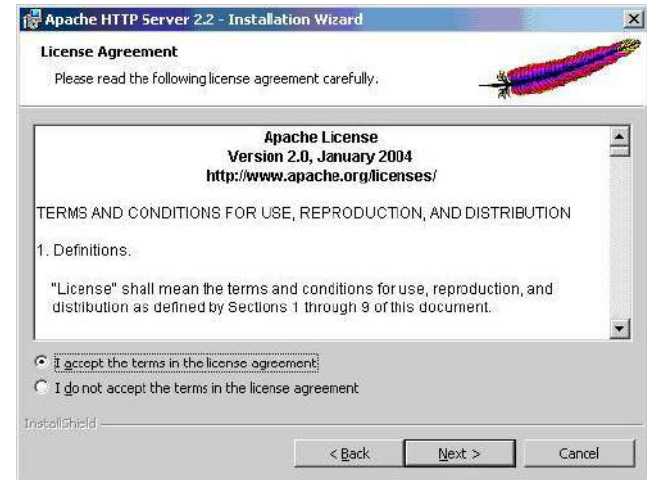 Apache HTTP Server 2.2 - Installation Wizard
License Agreement
Please read the following license agreement carefully.
Apache License
Version 2.0, January 2004
http://www.apache.org/licenses/
TERMS AND CONDITIONS FOR USE, REPRODUCTION, AND DISTRIBUTION
1. Definitions.
"License" shall mean the terms and conditions for use, reproduction, and
distribution as defined by Sections 1 through 9 of this document.
I accept the terms in the license agreement
I do not accept the terms in the license agreement
InstallShield
< Back Next > Cancel